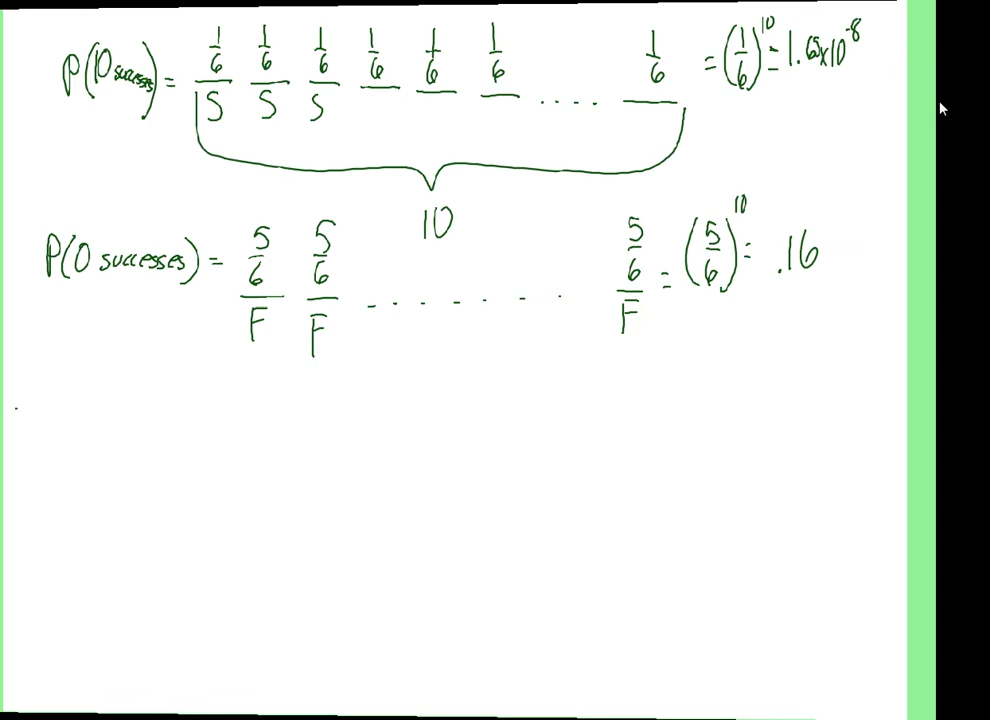 P(10 successes) = 1/6 1/6 1/6 1/6 1/6 1/6 .... 1/6 = (1/6)^10 = 1.65x10^-8
S S S
10
P(0 successes) = 5/6 5/6 - - - - - - - 5/6 = (5/6)^10 = .16
F F F